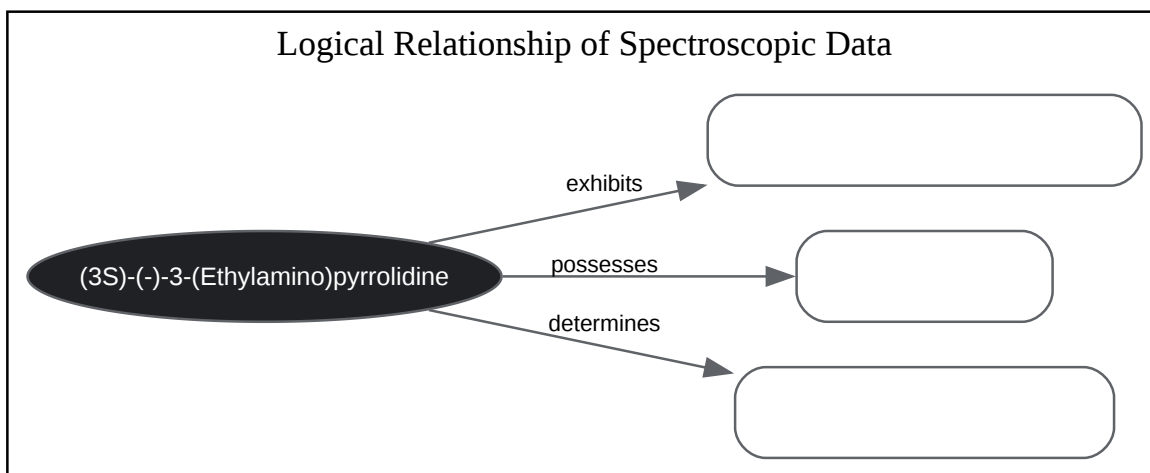 Logical Relationship of Spectroscopic Data
exhibits
(3S)-(-)-3-(Ethylamino)pyrrolidine
possesses
determines